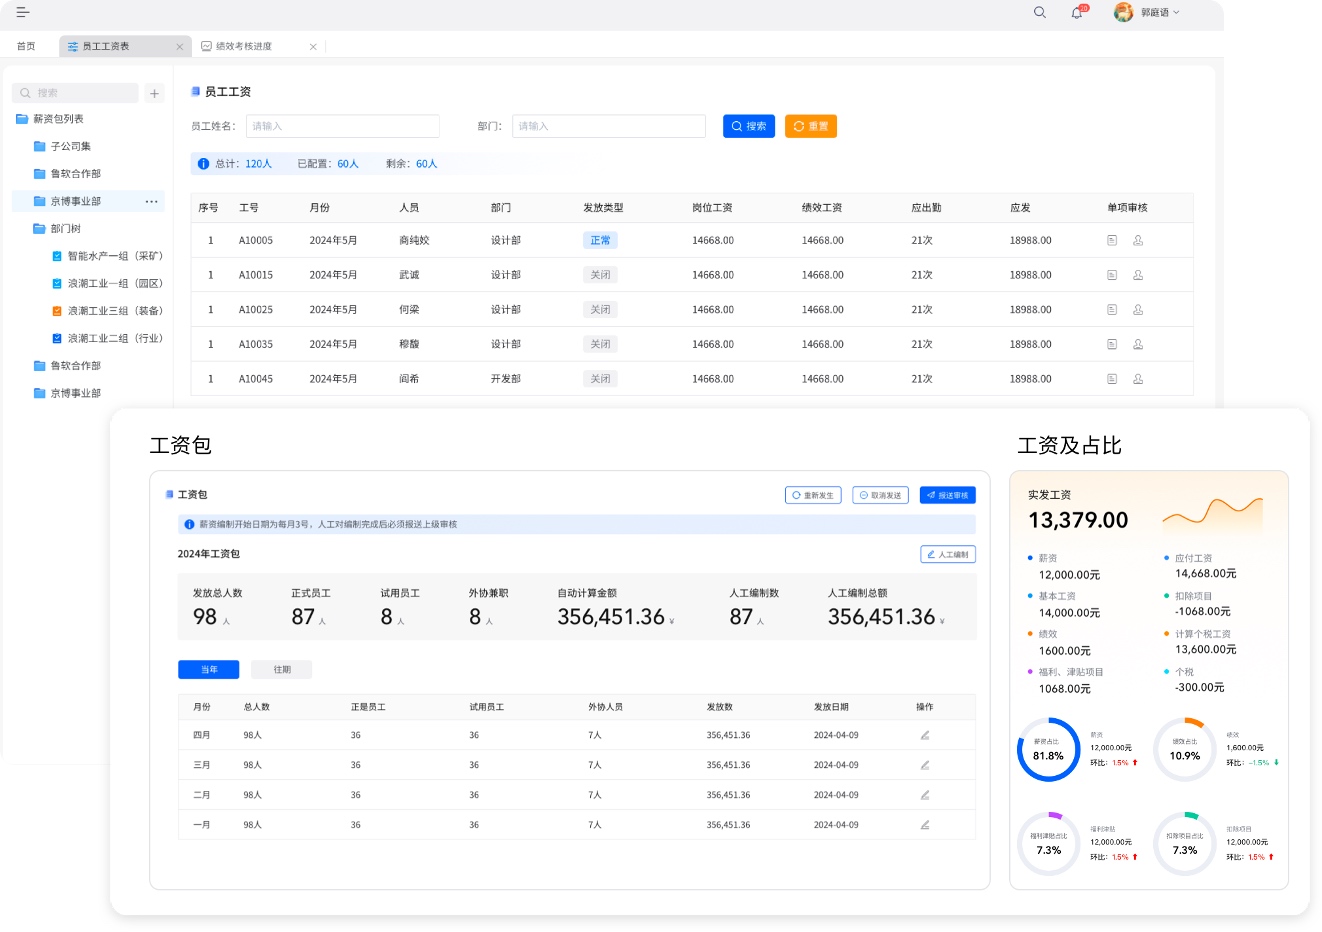 郭庭语
首页
员工工资表
绩效考核进度
搜索
员工工资
薪资包列表
员工姓名： 请输入 部门： 请输入 搜索 重置
子公司集
鲁软合作部
总计：120人 已配置：60人 剩余：60人
京博事业部
部门树
智能水产一组（采矿）
浪潮工业一组（园区）
浪潮工业三组（装备）
浪潮工业二组（行业）
鲁软合作部
京博事业部
序号 工号 月份 人员 部门 发放类型 岗位工资 绩效工资 应出勤 应发 单项审核
1 A10005 2024年5月 商纯姣 设计部 正常 14668.00 14668.00 21次 18988.00
1 A10015 2024年5月 武诚 设计部 关闭 14668.00 14668.00 21次 18988.00
1 A10025 2024年5月 何梁 设计部 关闭 14668.00 14668.00 21次 18988.00
1 A10035 2024年5月 穆馥 设计部 关闭 14668.00 14668.00 21次 18988.00
1 A10045 2024年5月 阎希 开发部 关闭 14668.00 14668.00 21次 18988.00
工资包
工资包
重新发生 取消发送 报送审核
薪资编制开始日期为每月3号，人工对编制完成后必须报送上级审核
2024年工资包
人工编制
发放总人数 正式员工 试用员工 外协兼职 自动计算金额 人工编制数 人工编制总额
98 人 87 人 8 人 8 人 356,451.36 ¥ 87 人 356,451.36 ¥
当年 往期
月份 总人数 正是员工 试用员工 外协人员 发放数 发放日期 操作
四月 98人 36 36 7人 356,451.36 2024-04-09
三月 98人 36 36 7人 356,451.36 2024-04-09
二月 98人 36 36 7人 356,451.36 2024-04-09
一月 98人 36 36 7人 356,451.36 2024-04-09
工资及占比
实发工资
13,379.00
薪资 应付工资
12,000.00元 14,668.00元
基本工资 扣除项目
14,000.00元 -1068.00元
绩效 计算个税工资
1600.00元 13,600.00元
福利、津贴项目 个税
1068.00元 -300.00元
薪资占比
81.8%
薪资
12,000.00元
环比：1.5%
绩效占比
10.9%
绩效
1,600.00元
环比：-1.5%
福利津贴占比
7.3%
福利津贴
12,000.00元
环比：1.5%
扣除项目占比
7.3%
扣除项目
12,000.00元
环比：1.5%